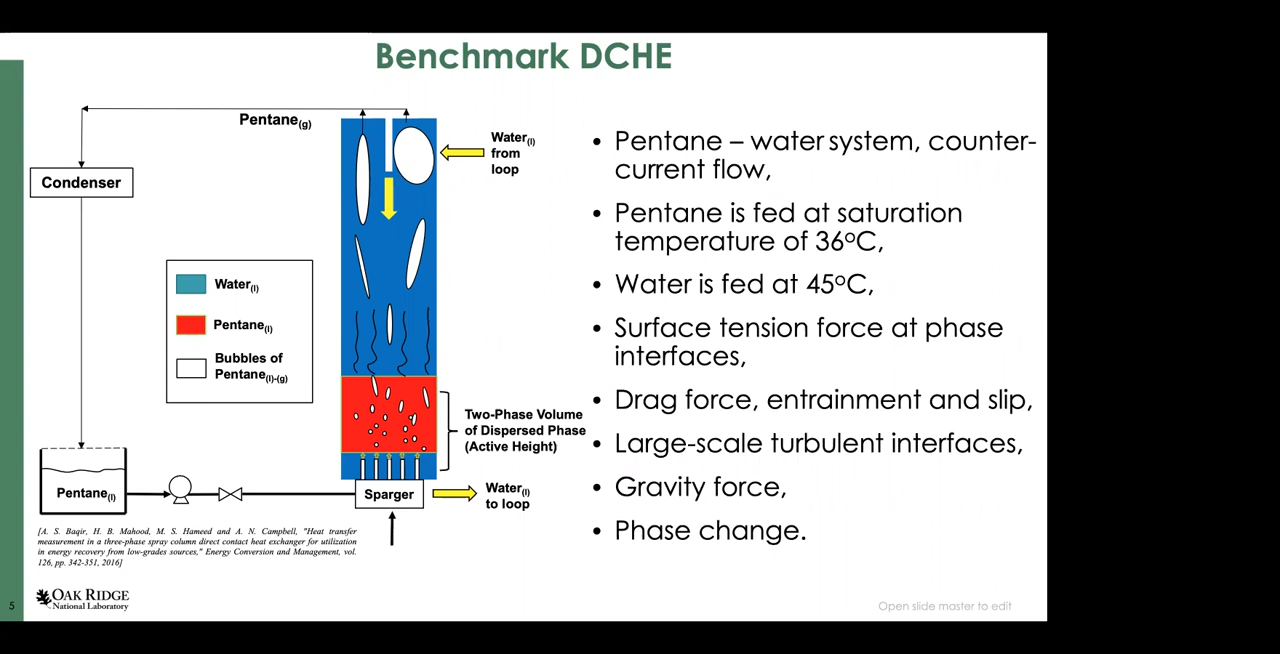 Benchmark DCHE
Pentane(g)
Water(l)
from
loop
Condenser
Water(l)
Pentane(l)
Bubbles of
Pentane(l)-(g)
Two-Phase Volume
of Dispersed Phase
(Active Height)
Pentane(l)
Sparger
Water(l)
to loop
[A. S. Baqir, H. B. Mahood, M. S. Hameed and A. N. Campbell, "Heat transfer
measurement in a three-phase spray column direct contact heat exchanger for utilization
in energy recovery from low-grades sources," Energy Conversion and Management, vol.
126, pp. 342-351, 2016]
• Pentane – water system, counter-
current flow,
• Pentane is fed at saturation
temperature of 36°C,
• Water is fed at 45°C,
• Surface tension force at phase
interfaces,
• Drag force, entrainment and slip,
• Large-scale turbulent interfaces,
• Gravity force,
• Phase change.
5
OAK RIDGE
National Laboratory
Open slide master to edit